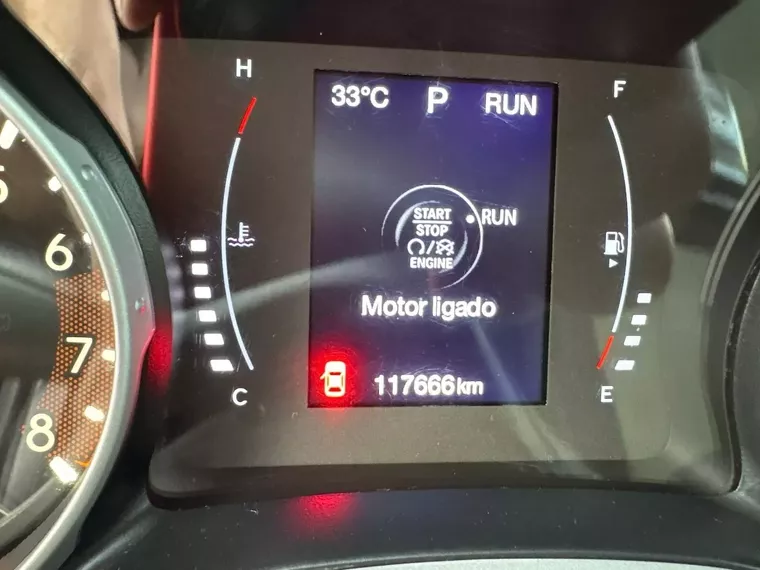 H
F
33°C P RUN
START
STOP
RUN
ENGINE
Motor ligado
117666km
C
E
6
7
8